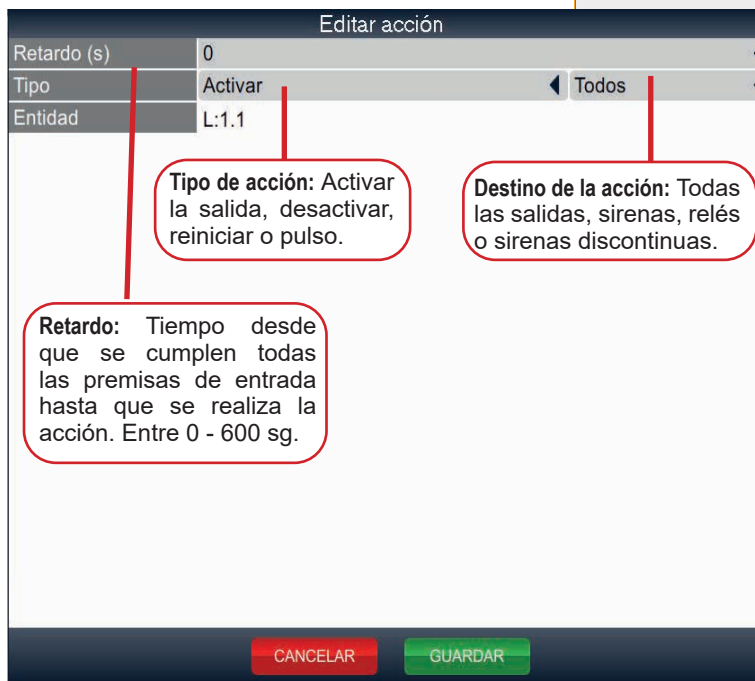 Editar acción
Retardo (s) 0
Tipo Activar Todos
Entidad L:1.1
Tipo de acción: Activar
la salida, desactivar,
reiniciar o pulso.
Destino de la acción: Todas
las salidas, sirenas, relés
o sirenas discontinuas.
Retardo: Tiempo desde
que se cumplen todas
las premisas de entrada
hasta que se realiza la
acción. Entre 0 - 600 sg.
CANCELAR GUARDAR